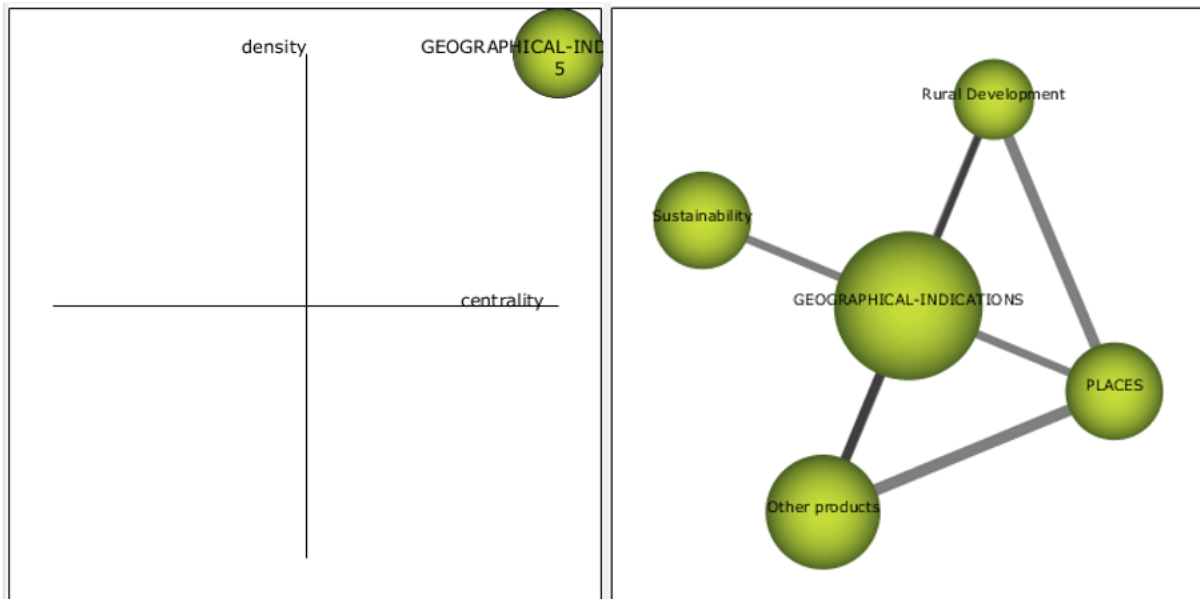 density
GEOGRAPHICAL-IND
5
centrality
Rural Development
Sustainability
GEOGRAPHICAL-INDICATIONS
PLACES
Other products